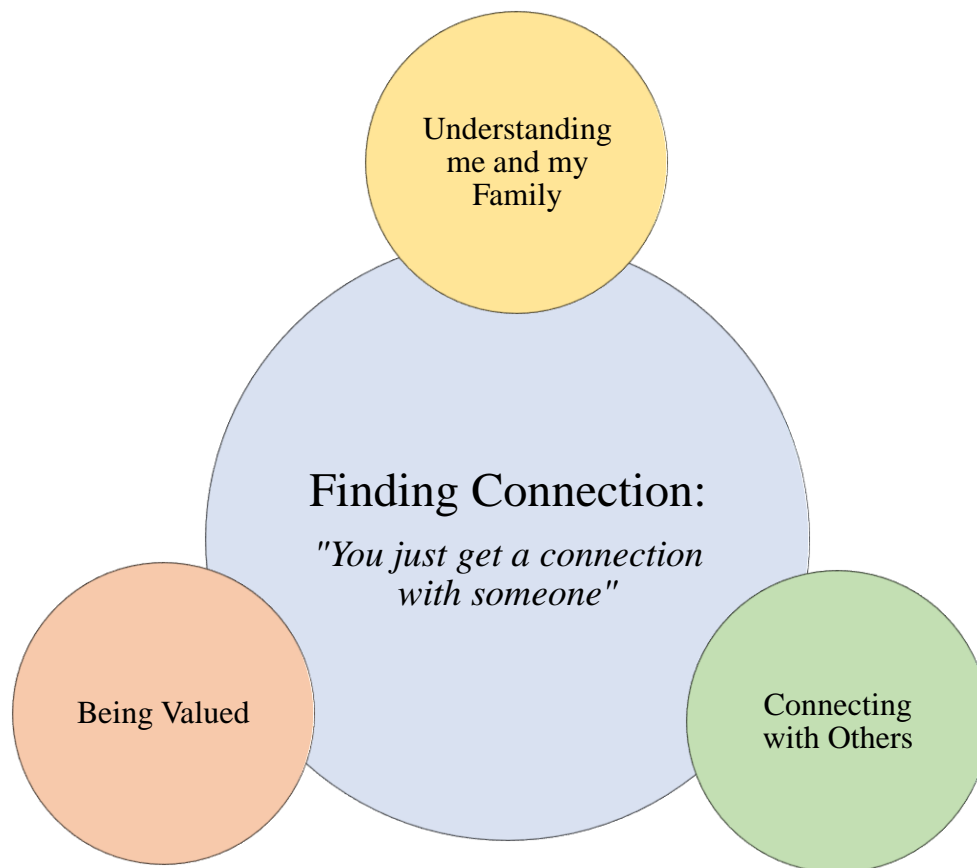 Understanding
me and my
Family
Finding Connection:
"You just get a connection
with someone"
Being Valued
Connecting
with Others